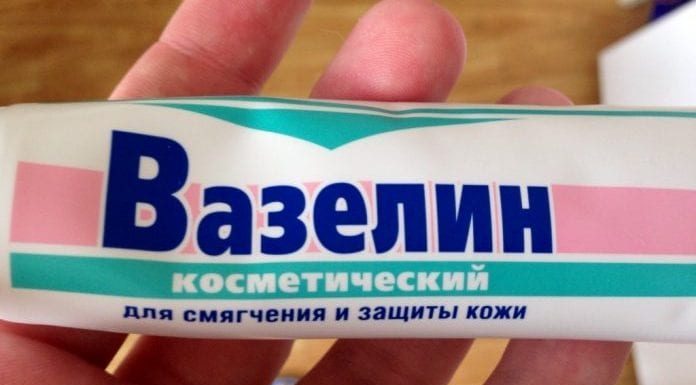 Вазелин
косметический
для смягчения и защиты кожи